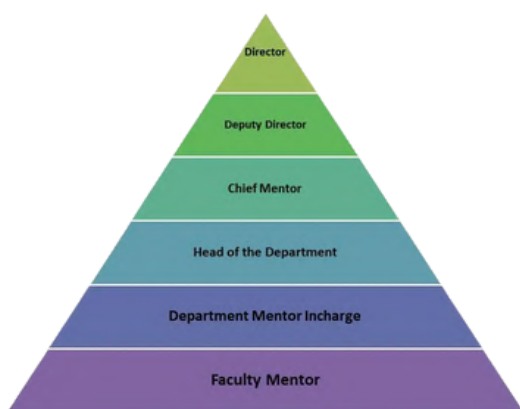 Director
Deputy Director
Chief Mentor
Head of the Department
Department Mentor Incharge
Faculty Mentor